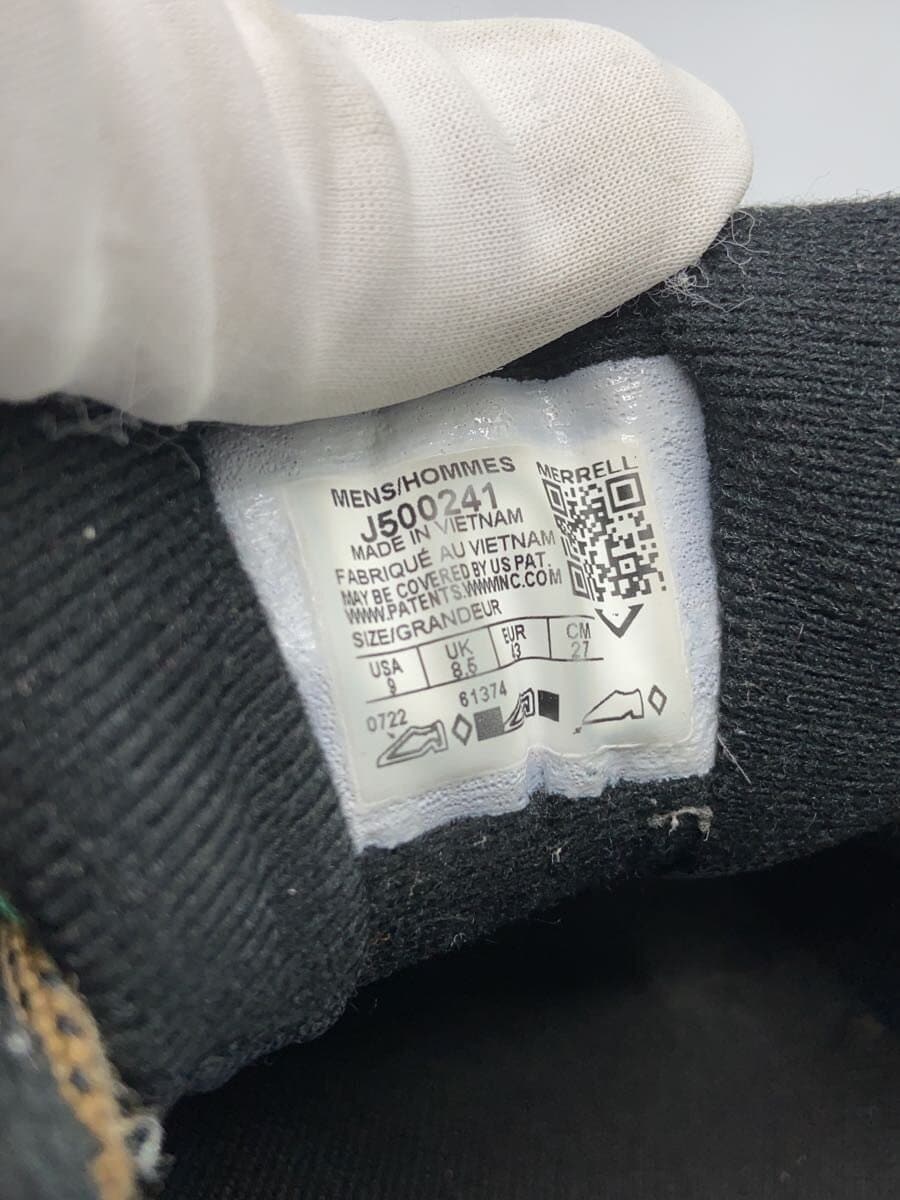 MENS/HOMMES
MERRELL
J500241
MADE IN VIETNAM
FABRIQUÉ AU VIETNAM
MAY BE COVERED BY US PAT.
WWW.PATENTS.WWWINC.COM
SIZE/GRANDEUR
USA UK EUR CM
9 8.5 43 27
0722 61374